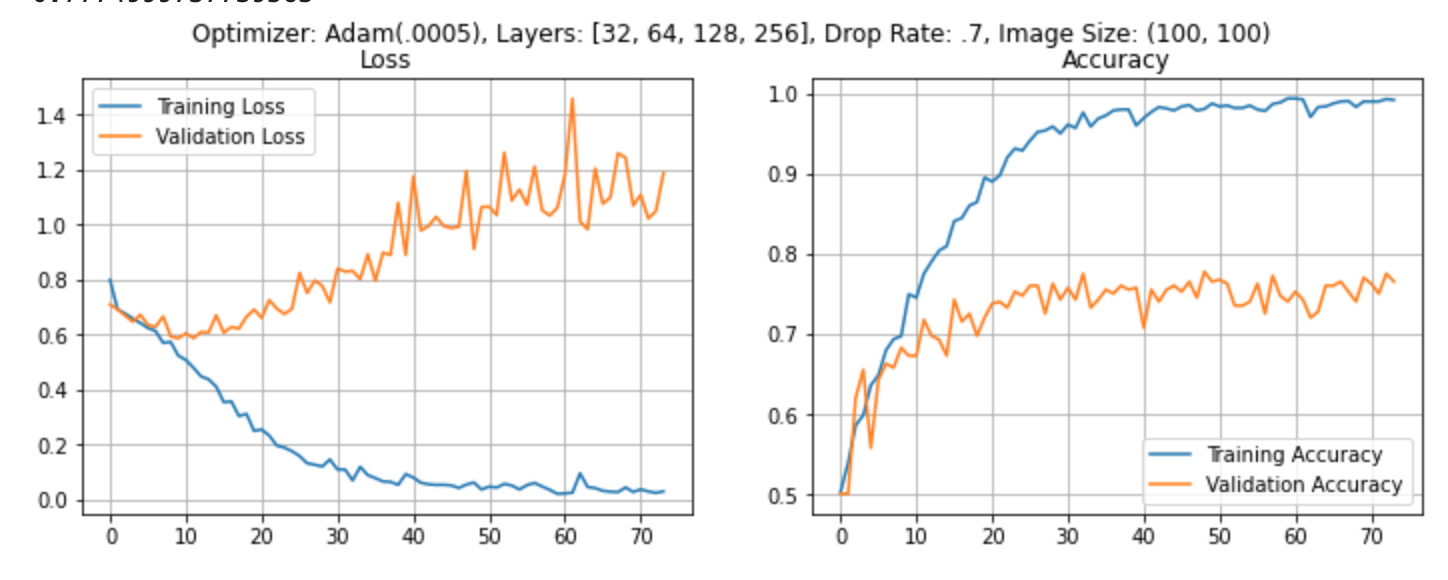 Optimizer: Adam(.0005), Layers: [32, 64, 128, 256], Drop Rate: .7, Image Size: (100, 100)
Loss
Training Loss
Validation Loss
1.4
1.2
1.0
0.8
0.6
0.4
0.2
0.0
0 10 20 30 40 50 60 70
Accuracy
1.0
0.9
0.8
0.7
0.6
0.5
Training Accuracy
Validation Accuracy
0 10 20 30 40 50 60 70